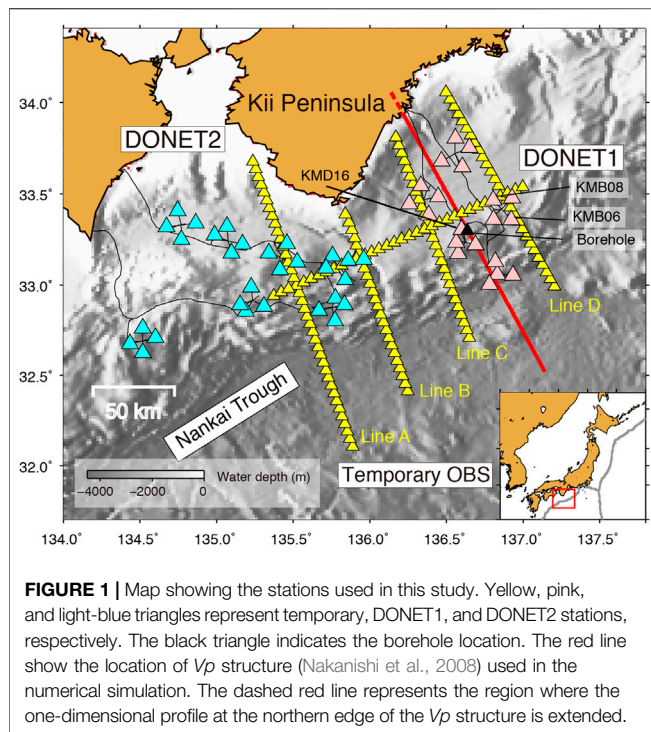 34.0°
33.5°
33.0°
32.5°
32.0°
Kii Peninsula
DONET2
DONET1
KMD16
KMB08
KMB06
Borehole
Line D
Line C
Line B
Line A
50 km
Nankai Trough
Temporary OBS
Water depth (m)
−4000 −2000 0
134.0° 134.5° 135.0° 135.5° 136.0° 136.5° 137.0° 137.5°
FIGURE 1 | Map showing the stations used in this study. Yellow, pink,
and light-blue triangles represent temporary, DONET1, and DONET2 stations,
respectively. The black triangle indicates the borehole location. The red line
show the location of Vp structure (Nakanishi et al., 2008) used in the
numerical simulation. The dashed red line represents the region where the
one-dimensional profile at the northern edge of the Vp structure is extended.